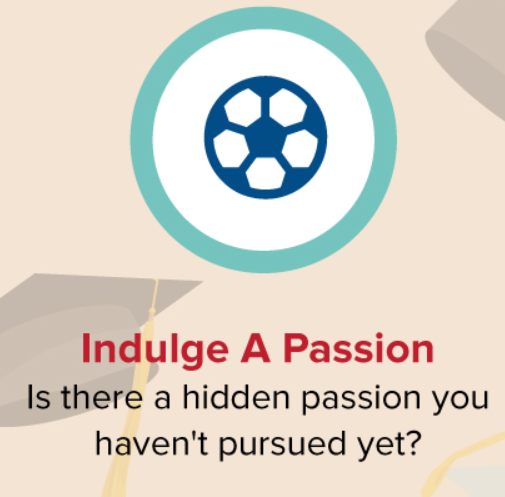 Indulge A Passion
Is there a hidden passion you
haven't pursued yet?